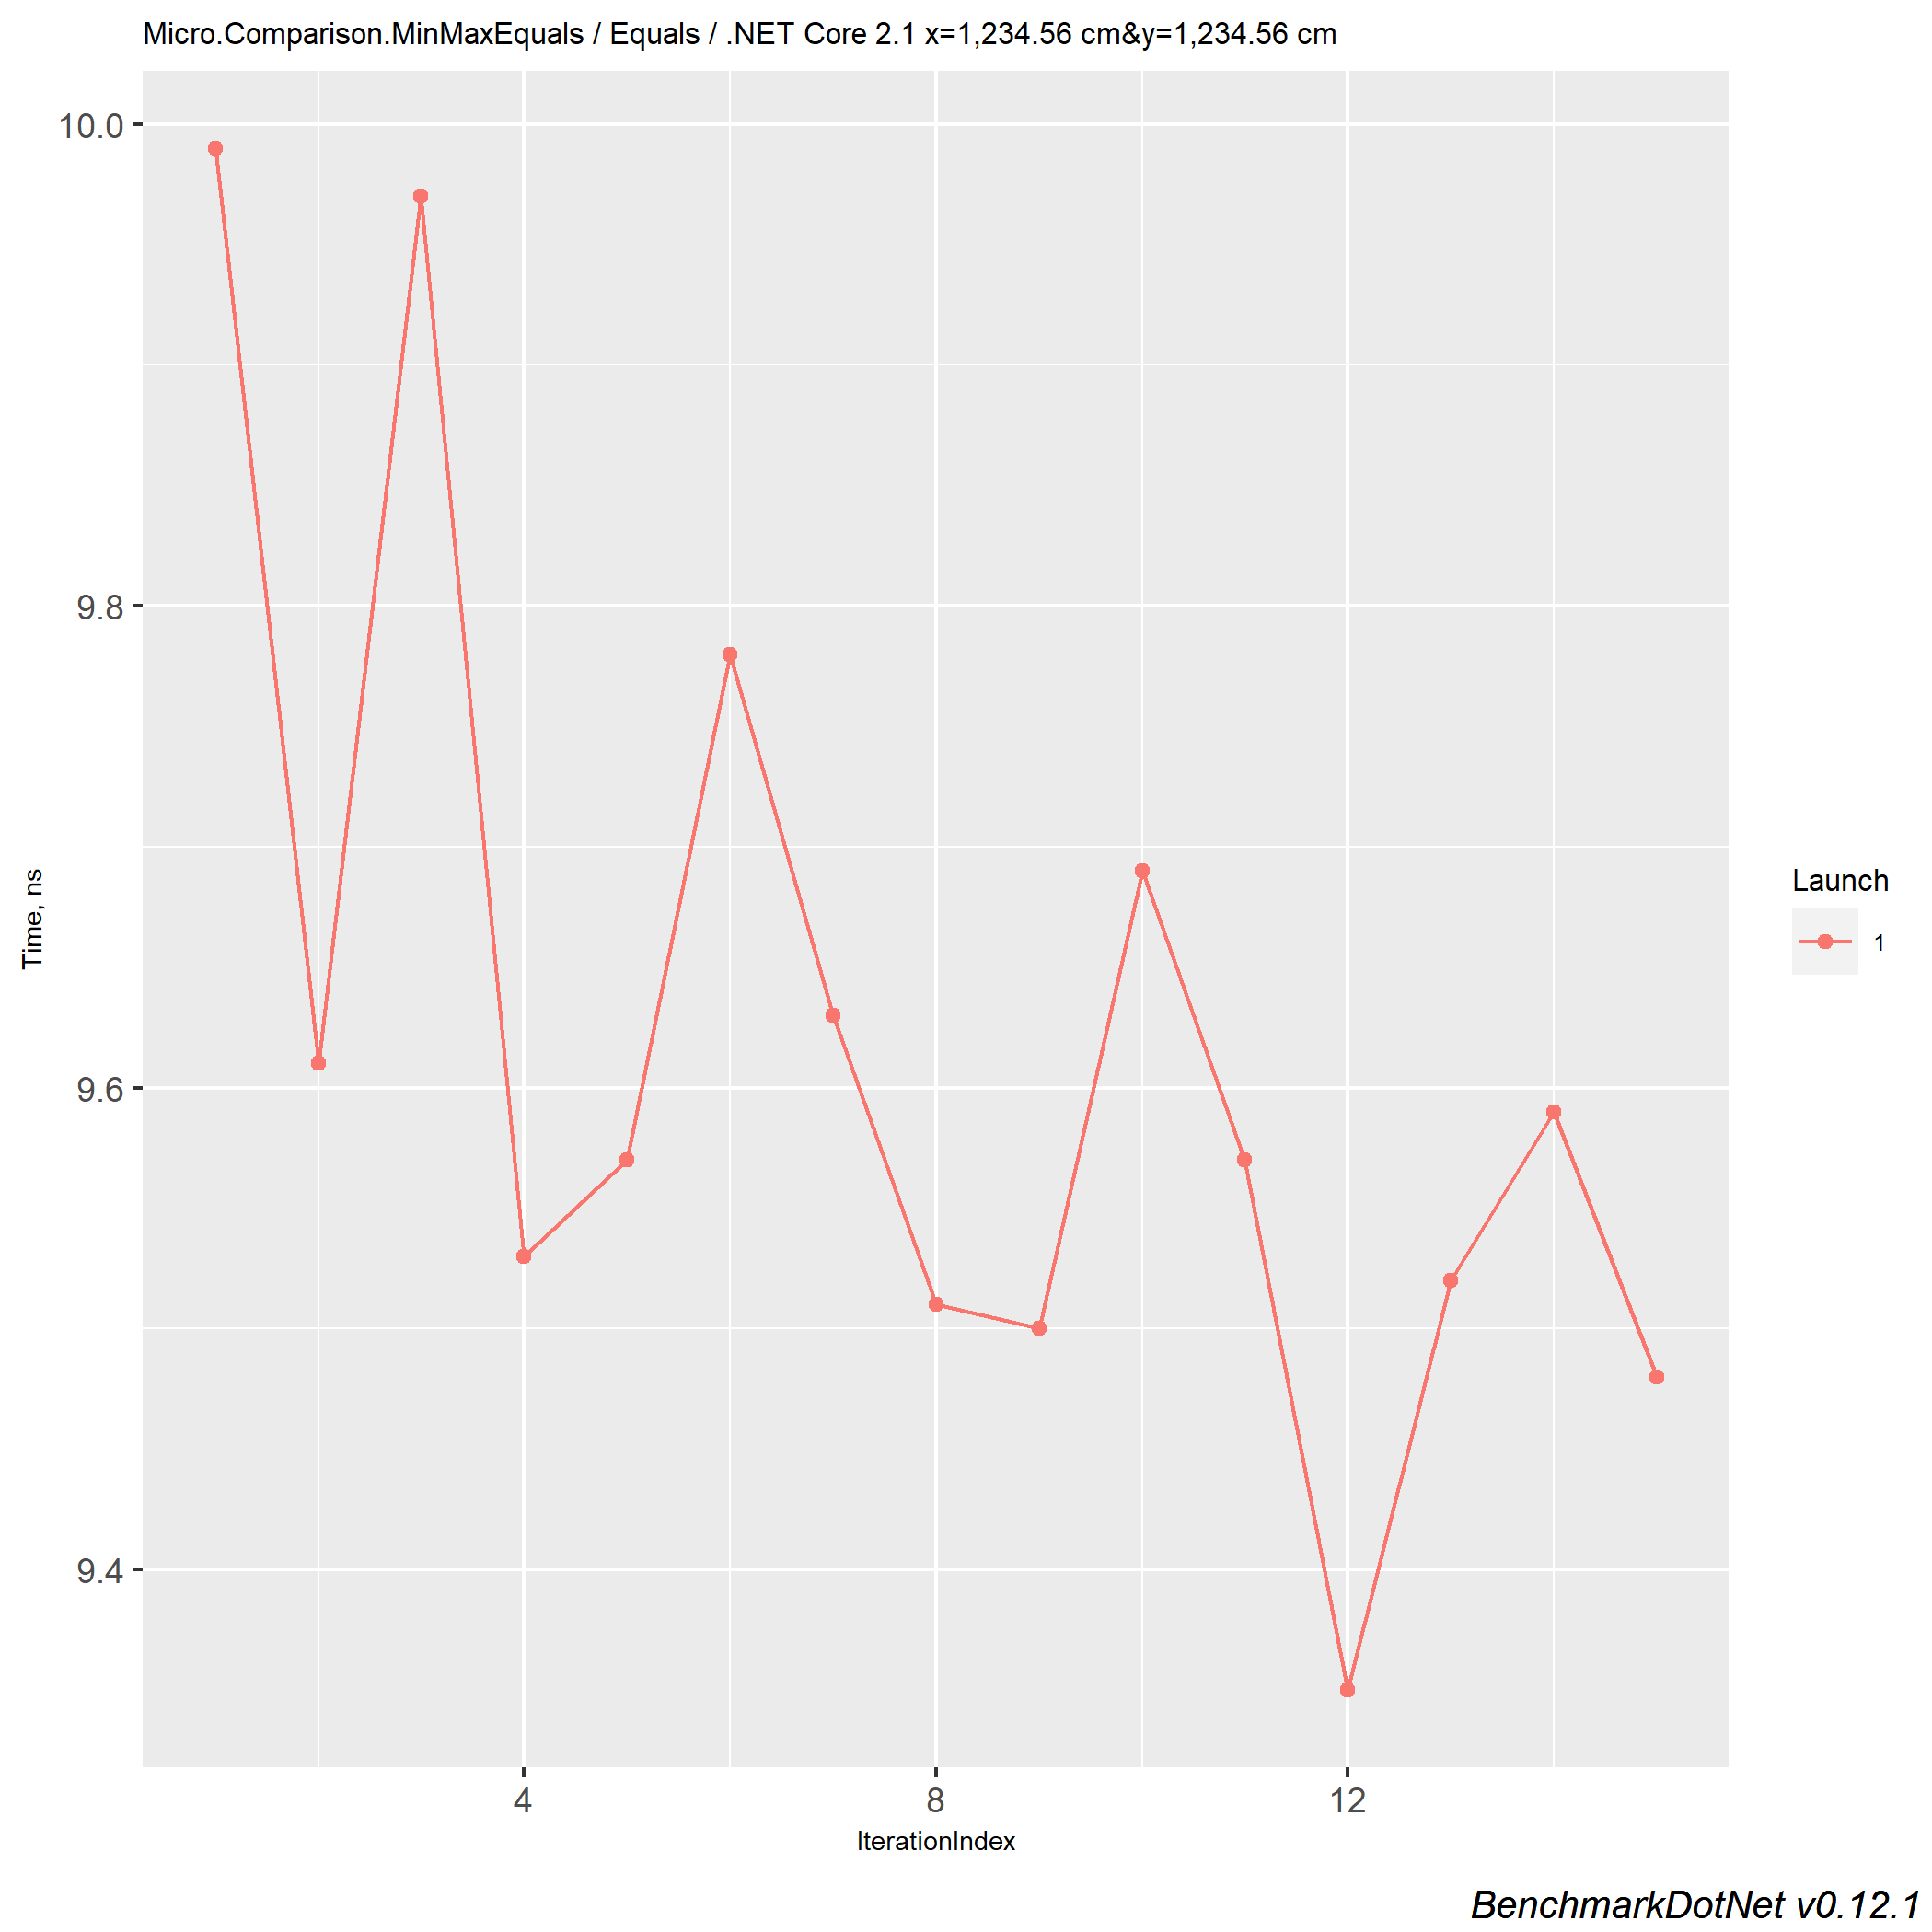 Micro.Comparison.MinMaxEquals / Equals / .NET Core 2.1 x=1,234.56 cm&y=1,234.56 cm
10.0
9.8
9.6
9.4
Time, ns
4 8 12
IterationIndex
Launch
1
BenchmarkDotNet v0.12.1